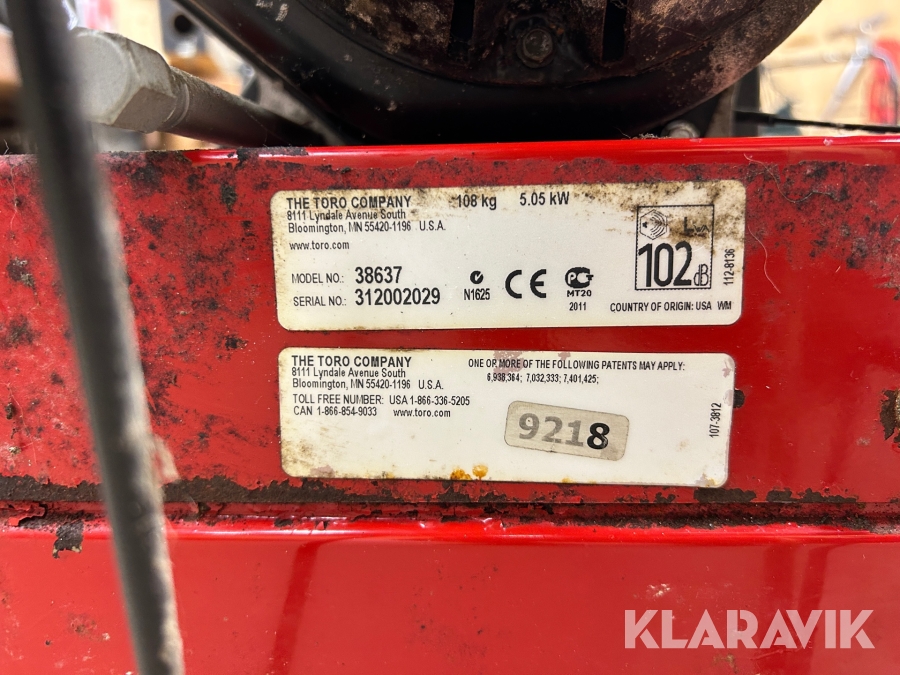 THE TORO COMPANY 108 kg 5.05 kW
8111 Lyndale Avenue South
Bloomington, MN 55420-1196 U.S.A.
www.toro.com
MODEL NO.: 38637
SERIAL NO.: 312002029
N1625
CE
PCT
MT20
2011
LWA
102dB
COUNTRY OF ORIGIN: USA WM
112-8136
THE TORO COMPANY
8111 Lyndale Avenue South
Bloomington, MN 55420-1196 U.S.A.
TOLL FREE NUMBER: USA 1-866-336-5205
CAN 1-866-854-9033 www.toro.com
ONE OR MORE OF THE FOLLOWING PATENTS MAY APPLY:
6,938,364; 7,032,333; 7,401,425;
9218
107-3812
KLARAVIK